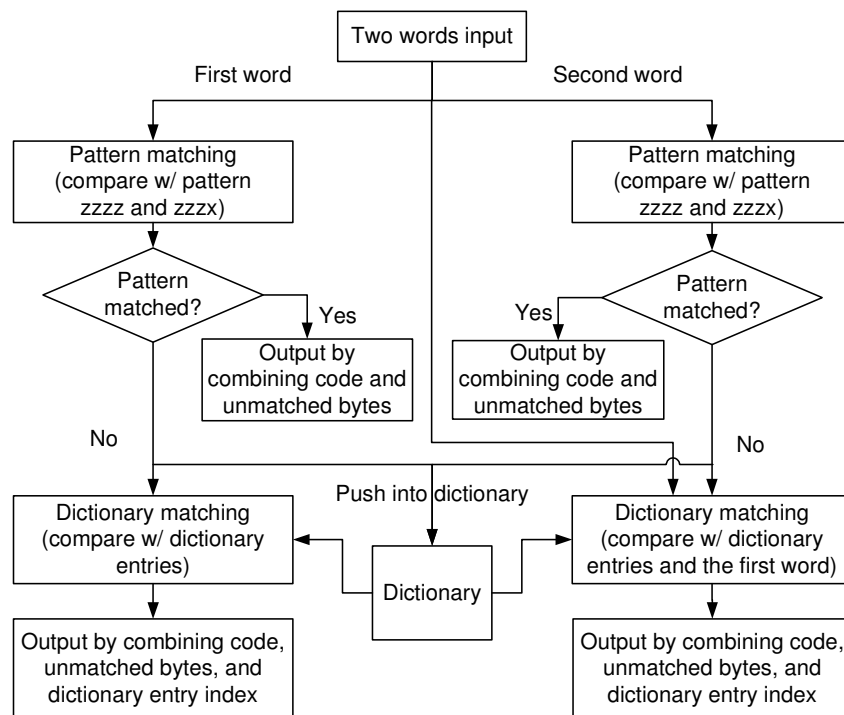 Two words input
First word
Second word
Pattern matching
(compare w/ pattern
zzzz and zzzx)
Pattern matching
(compare w/ pattern
zzzz and zzzx)
Pattern
matched?
Pattern
matched?
Yes
Yes
Output by
combining code and
unmatched bytes
Output by
combining code and
unmatched bytes
No
No
Push into dictionary
Dictionary matching
(compare w/ dictionary
entries)
Dictionary
Dictionary matching
(compare w/ dictionary
entries and the first word)
Output by combining code,
unmatched bytes, and
dictionary entry index
Output by combining code,
unmatched bytes, and
dictionary entry index